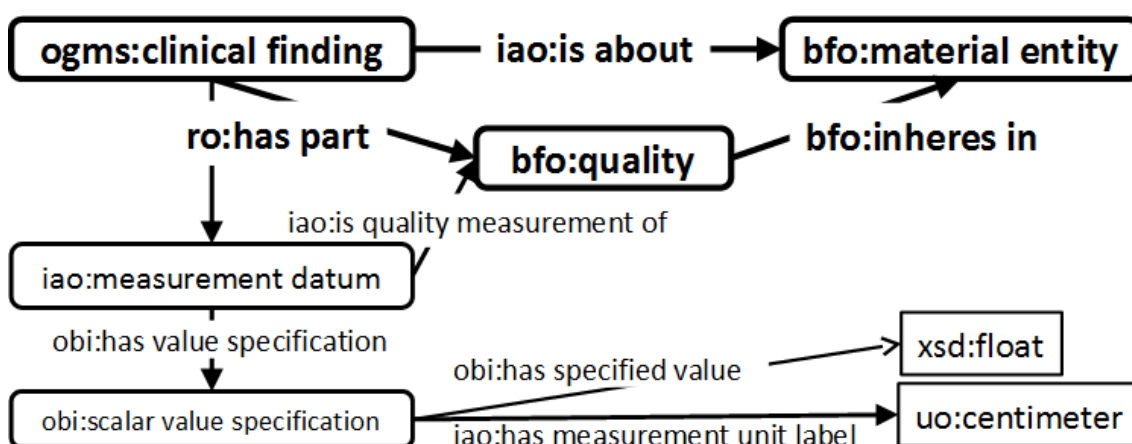 ogms:clinical finding iao:is about bfo:material entity
ro:has part bfo:quality bfo:inheres in
iao:is quality measurement of
iao:measurement datum
obi:has value specification
xsd:float
obi:has specified value
obi:scalar value specification
uo:centimeter
iao:has measurement unit label